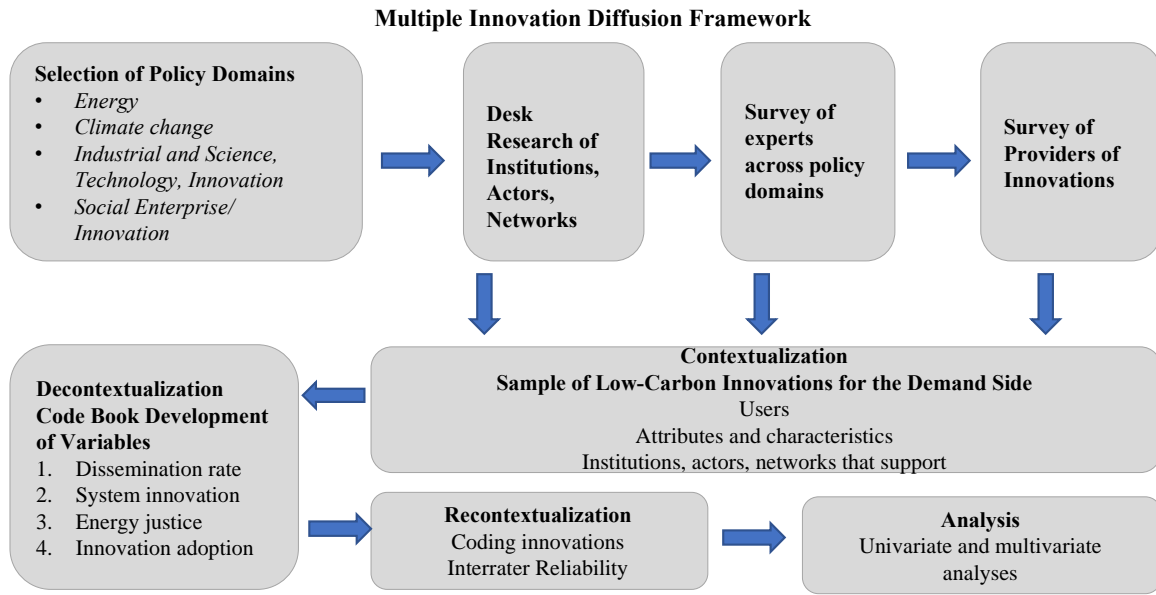 Multiple Innovation Diffusion Framework
Selection of Policy Domains
• Energy
• Climate change
• Industrial and Science,
Technology, Innovation
• Social Enterprise/
Innovation
Desk
Research of
Institutions,
Actors,
Networks
Survey of
experts
across policy
domains
Survey of
Providers of
Innovations
Contextualization
Sample of Low-Carbon Innovations for the Demand Side
Users
Attributes and characteristics
Institutions, actors, networks that support
Decontextualization
Code Book Development
of Variables
1. Dissemination rate
2. System innovation
3. Energy justice
4. Innovation adoption
Recontextualization
Coding innovations
Interrater Reliability
Analysis
Univariate and multivariate
analyses